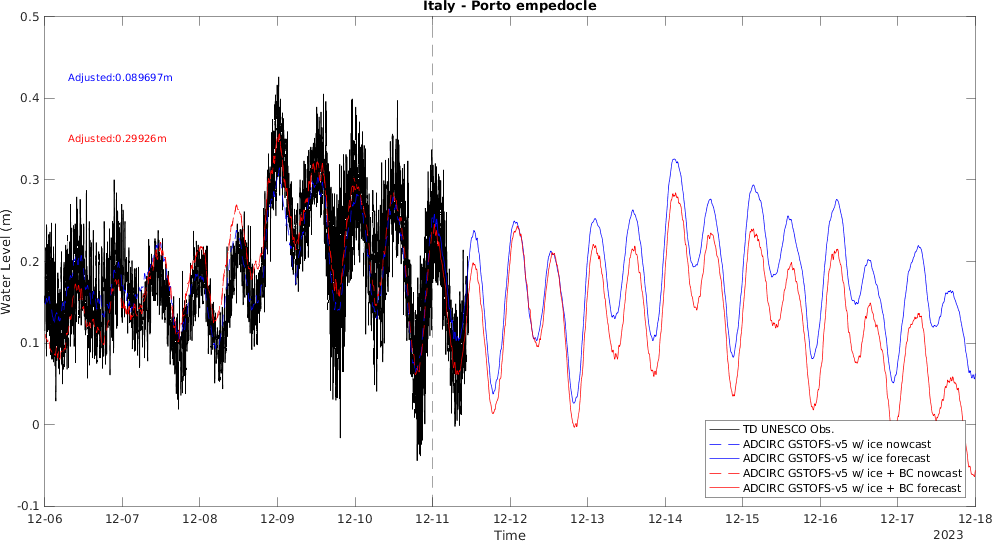 Italy - Porto empedocle
0.5
0.4
0.3
0.2
0.1
0
-0.1
Water Level (m)
Adjusted:0.089697m
Adjusted:0.29926m
TD UNESCO Obs.
ADCIRC GSTOFS-v5 w/ ice nowcast
ADCIRC GSTOFS-v5 w/ ice forecast
ADCIRC GSTOFS-v5 w/ ice + BC nowcast
ADCIRC GSTOFS-v5 w/ ice + BC forecast
12-06 12-07 12-08 12-09 12-10 12-11 12-12 12-13 12-14 12-15 12-16 12-17 12-18
Time
2023